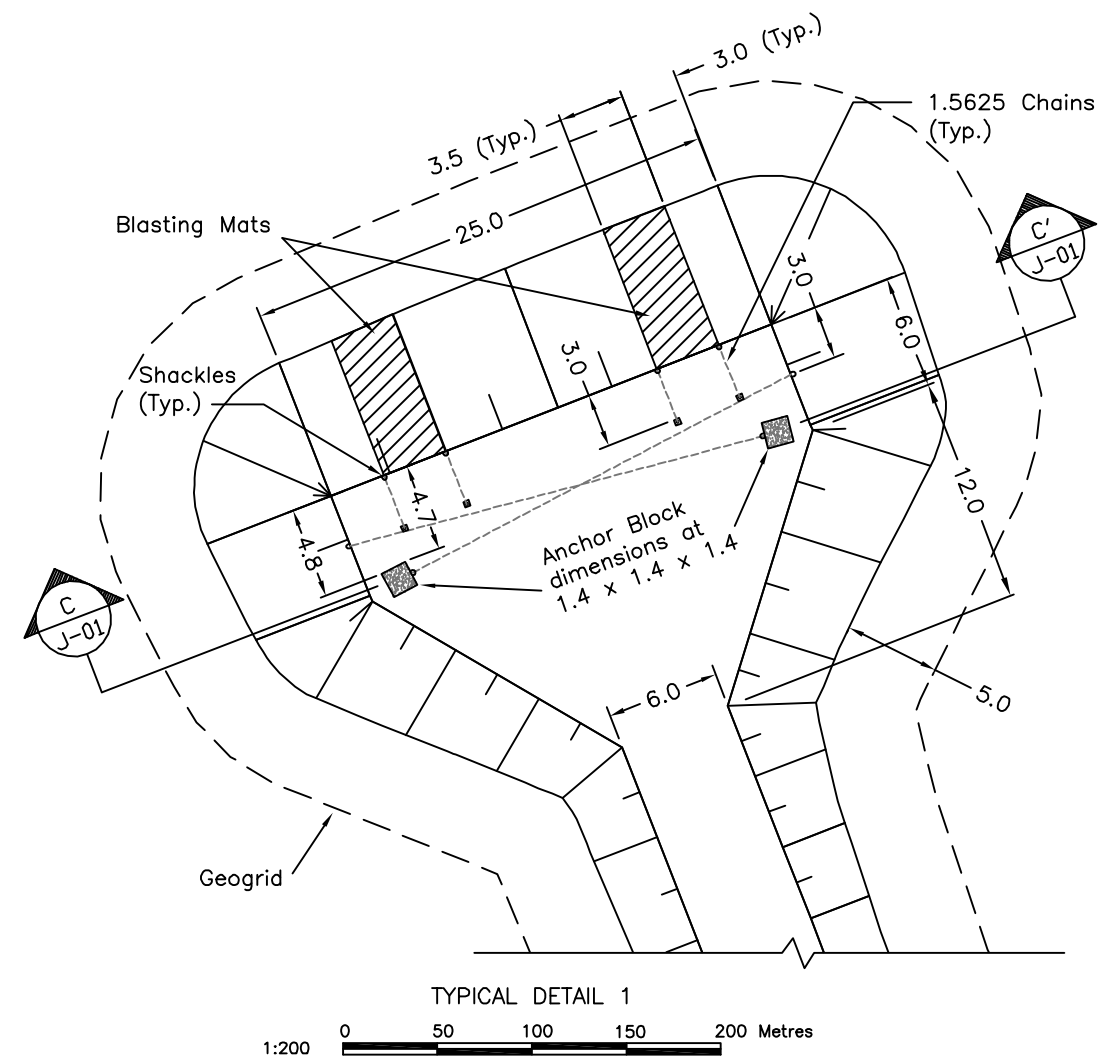 3.0 (Typ.)
1.5625 Chains
(Typ.)
3.5 (Typ.)
25.0
Blasting Mats
C'
J-01
3.0
6.0
3.0
Shackles
(Typ.)
12.0
4.7
4.8
Anchor Block
dimensions at
1.4 x 1.4 x 1.4
C
J-01
6.0
5.0
Geogrid
TYPICAL DETAIL 1
0 50 100 150 200 Metres
1:200